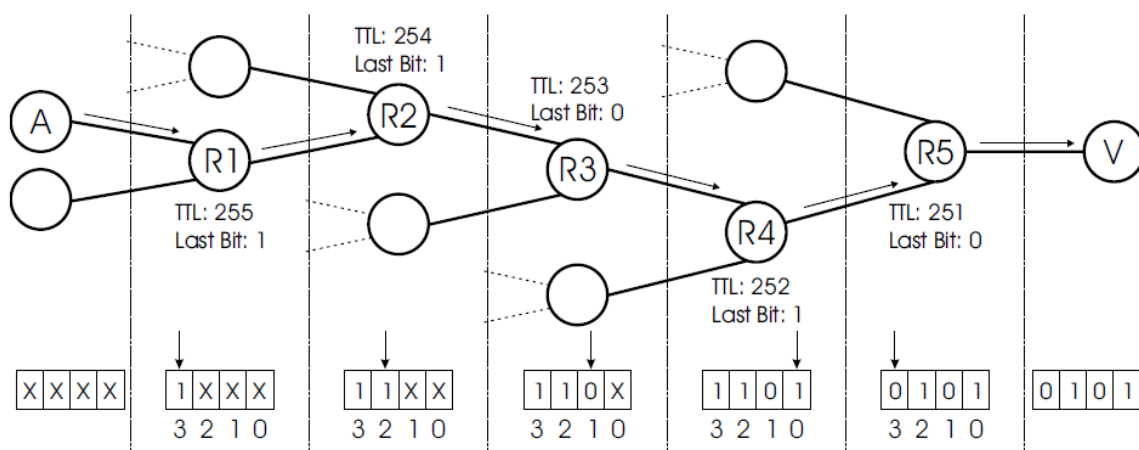 TTL: 254
Last Bit: 1
TTL: 253
Last Bit: 0
A
R1
R2
R3
R4
R5
V
TTL: 255
Last Bit: 1
TTL: 251
Last Bit: 0
TTL: 252
Last Bit: 1
X X X X
1 X X X
1 1 X X
1 1 0 X
1 1 0 1
0 1 0 1
0 1 0 1
3 2 1 0
3 2 1 0
3 2 1 0
3 2 1 0
3 2 1 0